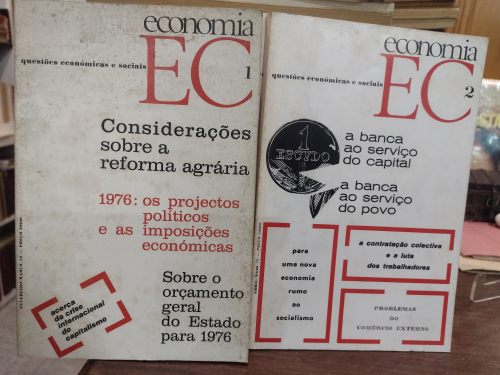 economia
EC 1
questões económicas e sociais
Considerações
sobre a
reforma agrária
1976: os projectos
políticos
e as imposições
económicas
Sobre o
orçamento
geral
do Estado
para 1976
acerca
da crise
internacional
do
capitalismo
economia
EC 2
questões económicas e sociais
1
ESCVDO
a banca
ao serviço
do capital
a banca
ao serviço
do povo
para
uma nova
economia
rumo
ao
socialismo
a contratação colectiva
e a luta
dos trabalhadores
PROBLEMAS
DO
COMÉRCIO EXTERNO